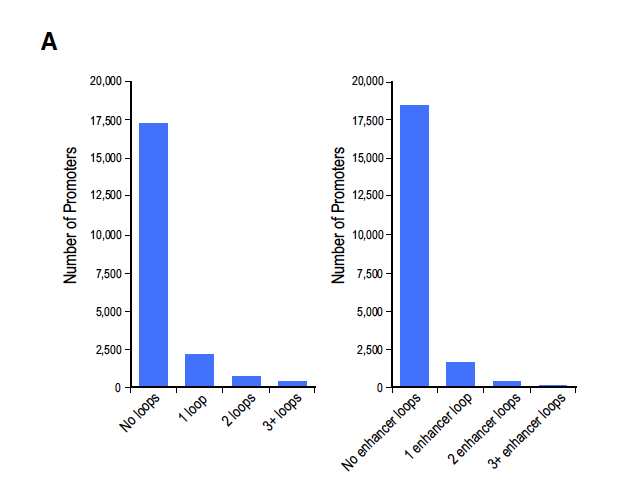 A
Number of Promoters
20,000
17,500
15,000
12,500
10,000
7,500
5,000
2,500
0
No loops
1 loop
2 loops
3+ loops
Number of Promoters
20,000
17,500
15,000
12,500
10,000
7,500
5,000
2,500
0
No enhancer loops
1 enhancer loop
2 enhancer loops
3+ enhancer loops